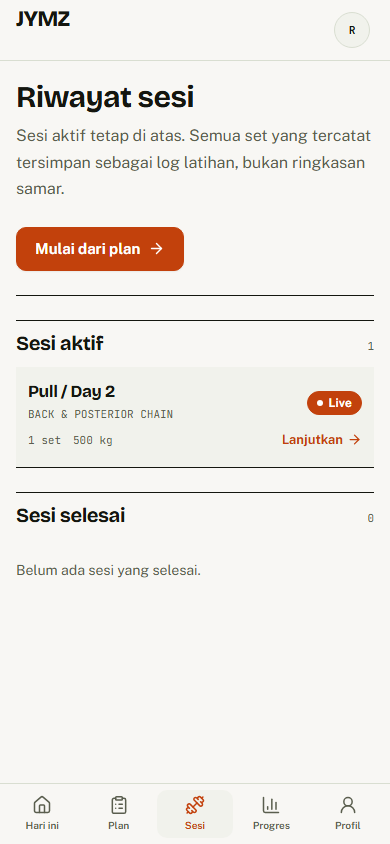 JYMZ
R
Riwayat sesi
Sesi aktif tetap di atas. Semua set yang tercatat
tersimpan sebagai log latihan, bukan ringkasan
samar.
Mulai dari plan →
Sesi aktif
1
Pull / Day 2
BACK & POSTERIOR CHAIN
Live
1 set 500 kg
Lanjutkan →
Sesi selesai
0
Belum ada sesi yang selesai.
Hari ini
Plan
Sesi
Progres
Profil